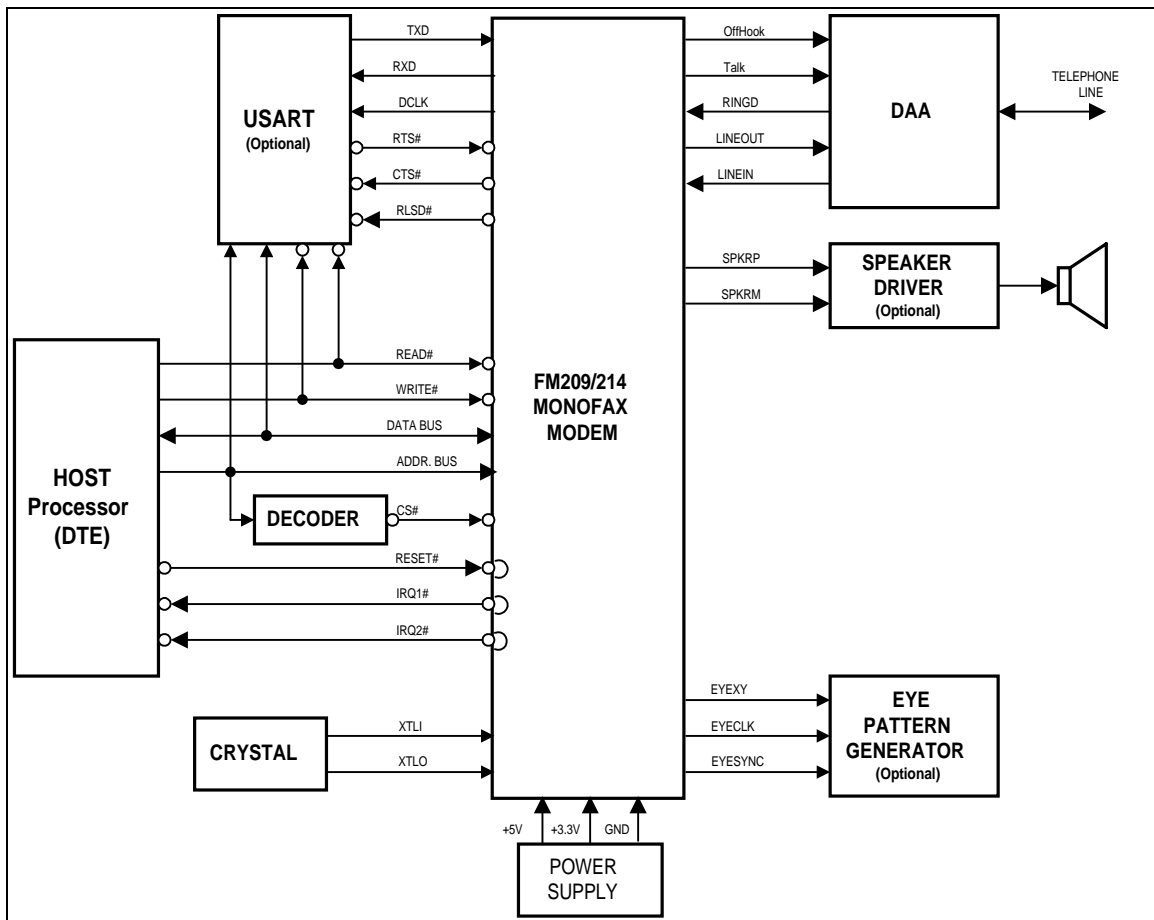 TXD
RXD
DCLK
RTS#
CTS#
RLSD#
USART
(Optional)
OffHook
Talk
RINGD
LINEOUT
LINEIN
DAA
TELEPHONE
LINE
SPKRP
SPKRM
SPEAKER
DRIVER
(Optional)
HOST
Processor
(DTE)
READ#
WRITE#
DATA BUS
ADDR. BUS
DECODER
CS#
RESET#
IRQ1#
IRQ2#
FM209/214
MONOFAX
MODEM
CRYSTAL
XTLI
XTLO
EYEXY
EYECLK
EYESYNC
EYE
PATTERN
GENERATOR
(Optional)
+5V
+3.3V
GND
POWER
SUPPLY